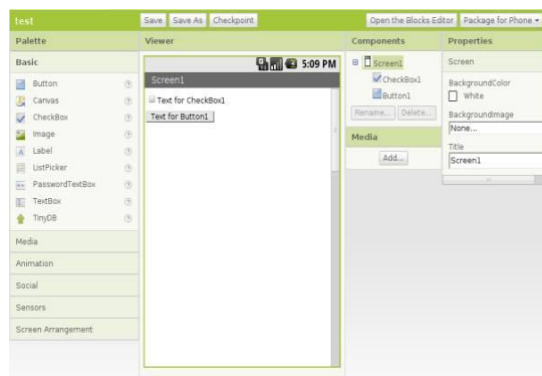 test
Save
Save As
Checkpoint
Open the Blocks Editor
Package for Phone
Palette
Viewer
Components
Properties
Basic
Button
Canvas
CheckBox
Image
Label
ListPicker
PasswordTextBox
TextBox
TinyDB
Media
Animation
Social
Sensors
Screen Arrangement
5:09 PM
Screen1
Text for CheckBox1
Text for Button1
Screen1
CheckBox1
Button1
Rename...
Delete...
Media
Add...
Screen
BackgroundColor
White
BackgroundImage
None...
Title
Screen1